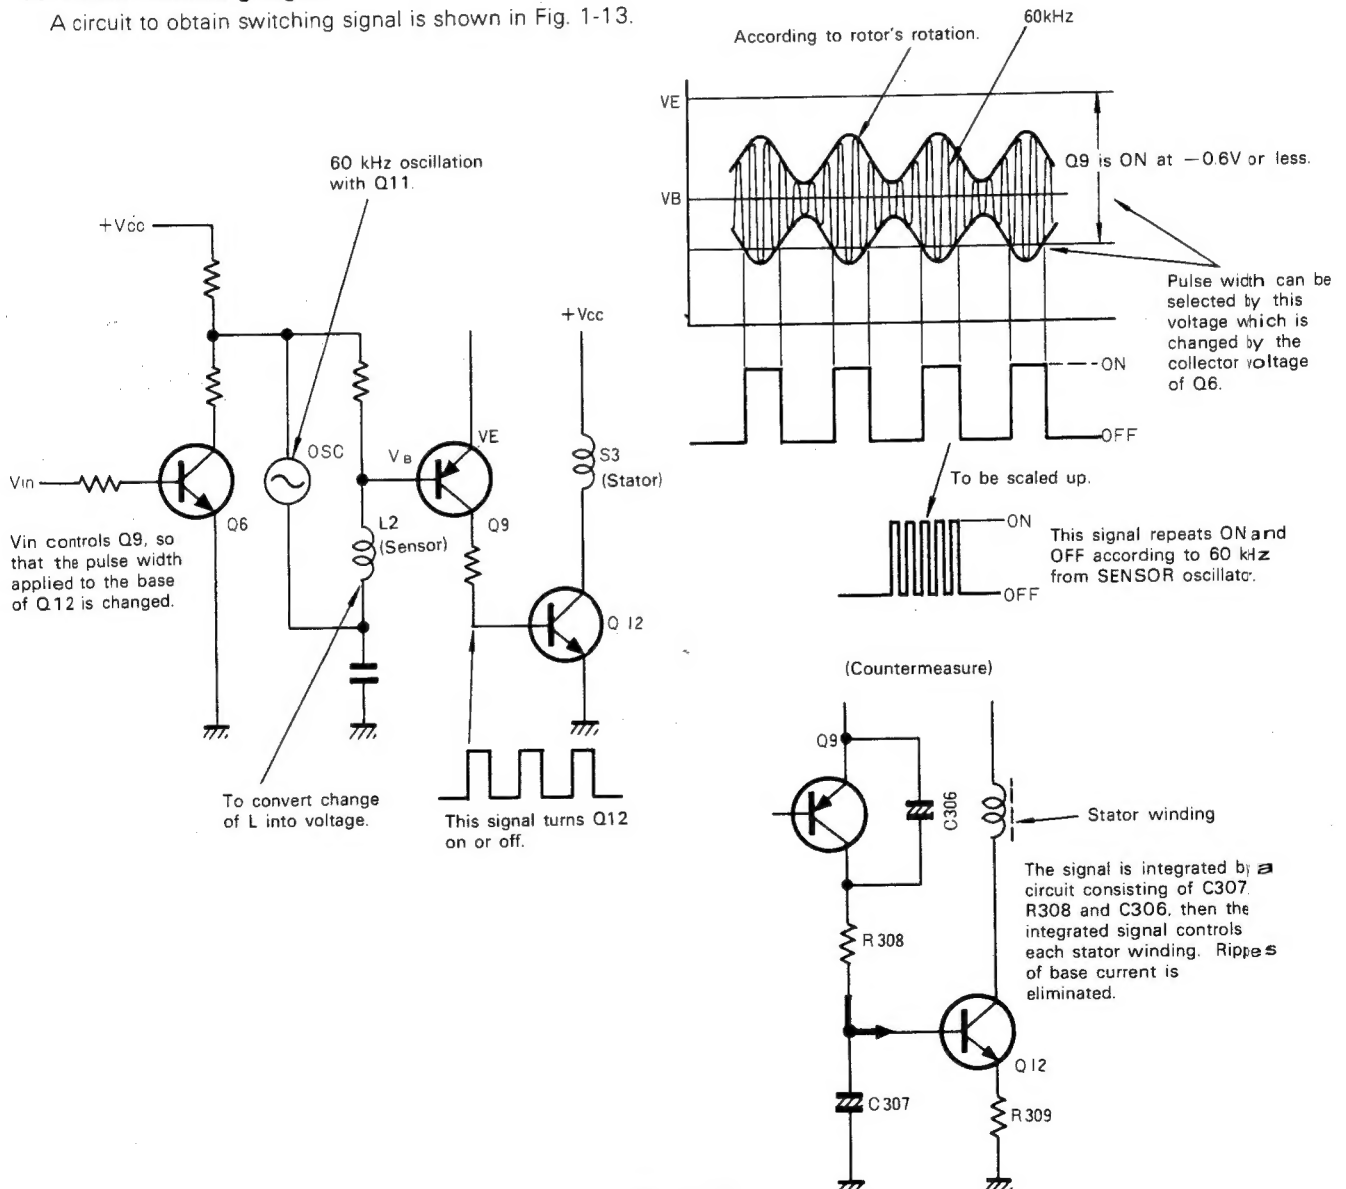 A circuit to obtain switching signal is shown in Fig. 1-13.
60 kHz oscillation
with Q11.
+Vcc
OSC
Vin
Q6
Vin controls Q9, so
that the pulse width
applied to the base
of Q12 is changed.
VB
VE
Q9
L2
(Sensor)
+Vcc
S3
(Stator)
Q12
To convert change
of L into voltage.
This signal turns Q12
on or off.
According to rotor's rotation.
60kHz
VE
VB
Q9 is ON at −0.6V or less.
Pulse width can be
selected by this
voltage which is
changed by the
collector voltage
of Q6.
ON
OFF
To be scaled up.
ON
OFF
This signal repeats ON and
OFF according to 60 kHz
from SENSOR oscillator.
(Countermeasure)
Q9
C306
Stator winding
The signal is integrated by a
circuit consisting of C307
R308 and C306, then the
integrated signal controls
each stator winding. Rippes
of base current is
eliminated.
R308
Q12
C307
R309